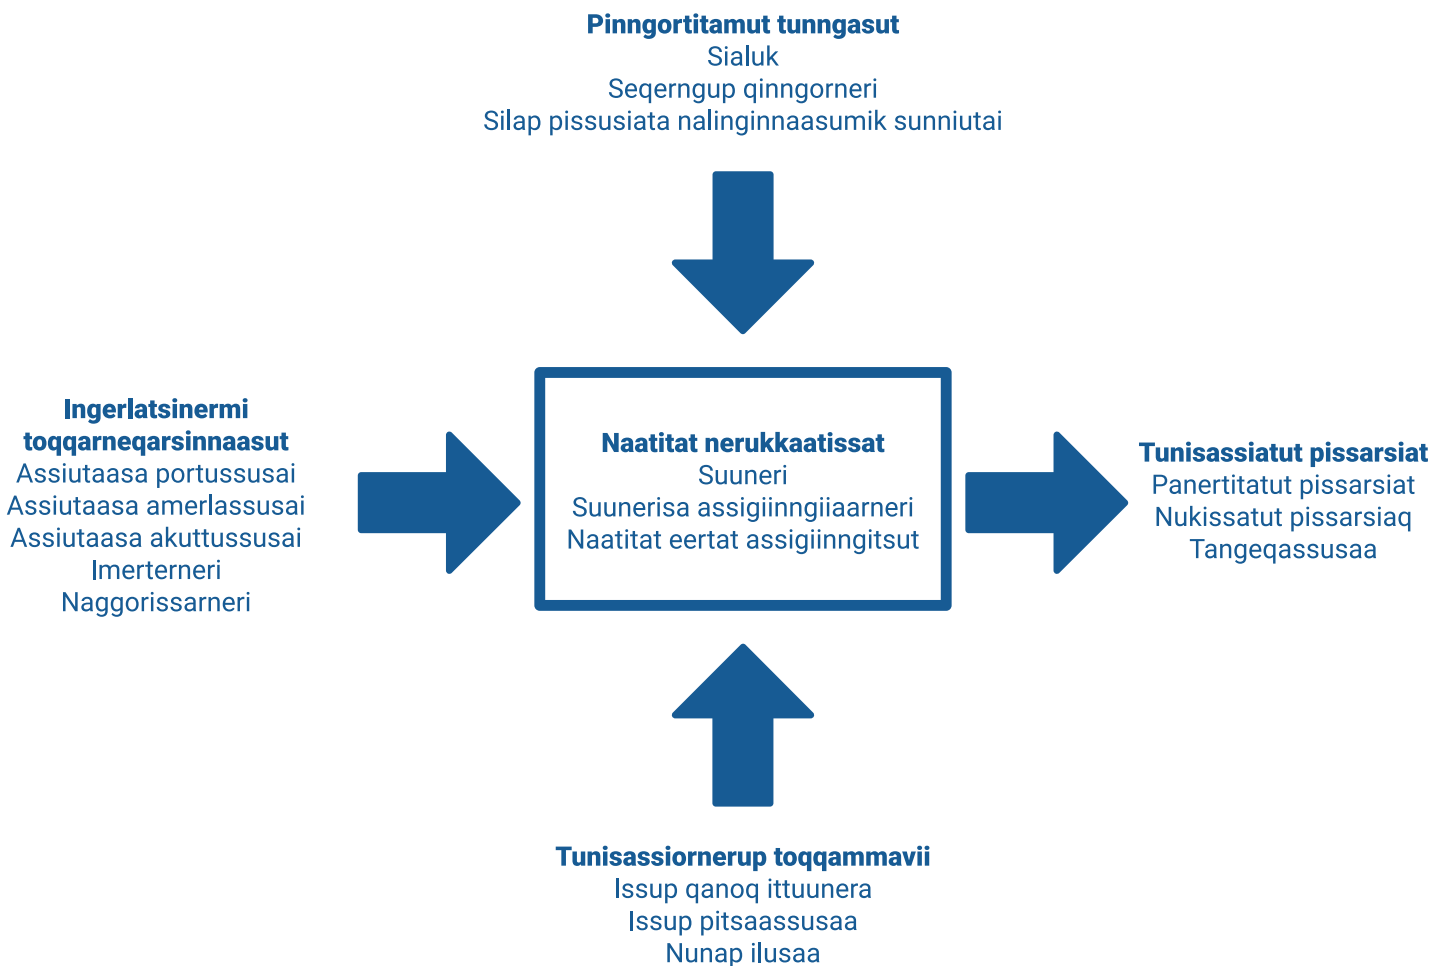 Pinngortitamut tunngasut
Sialuk
Seqerngup qinngorneri
Silap pissusiata nalinginnaasumik sunniutai
Ingerlatsinermi
toqqarneqarsinnaasut
Assiutaasa portussusai
Assiutaasa amerlassusai
Assiutaasa akuttussusai
Imerterneri
Naggorissarneri
Naatitat nerukkaatissat
Suuneri
Suunerisa assigiinngiiaarneri
Naatitat eertat assigiinngitsut
Tunisassiatut pissarsiat
Panertitatut pissarsiat
Nukissatut pissarsiaq
Tangeqassusaa
Tunisassiornerup toqqammavii
Issup qanoq ittuunera
Issup pitsaassusaa
Nunap ilusaa